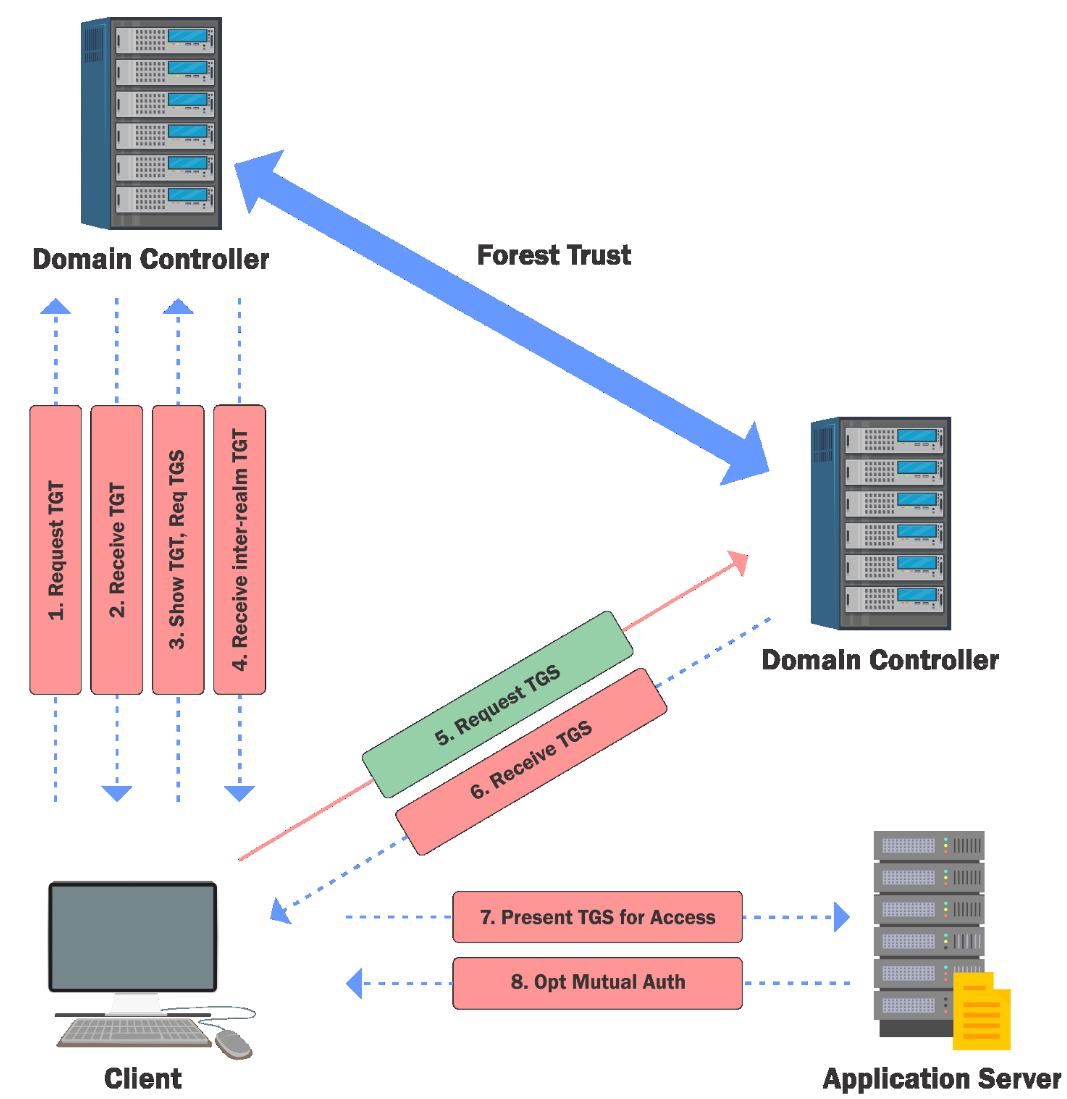 Domain Controller
Forest Trust
1. Request TGT
2. Receive TGT
3. Show TGT, Req TGS
4. Receive inter-realm TGT
5. Request TGS
6. Receive TGS
Domain Controller
7. Present TGS for Access
8. Opt Mutual Auth
Client
Application Server